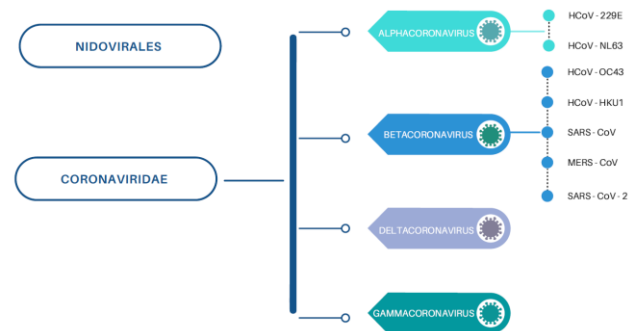 NIDOVIRALES
CORONAVIRIDAE
ALPHACORONAVIRUS
HCoV - 229E
HCoV - NL63
BETACORONAVIRUS
HCoV - OC43
HCoV - HKU1
SARS - CoV
MERS - CoV
SARS - CoV - 2
DELTACORONAVIRUS
GAMMACORONAVIRUS